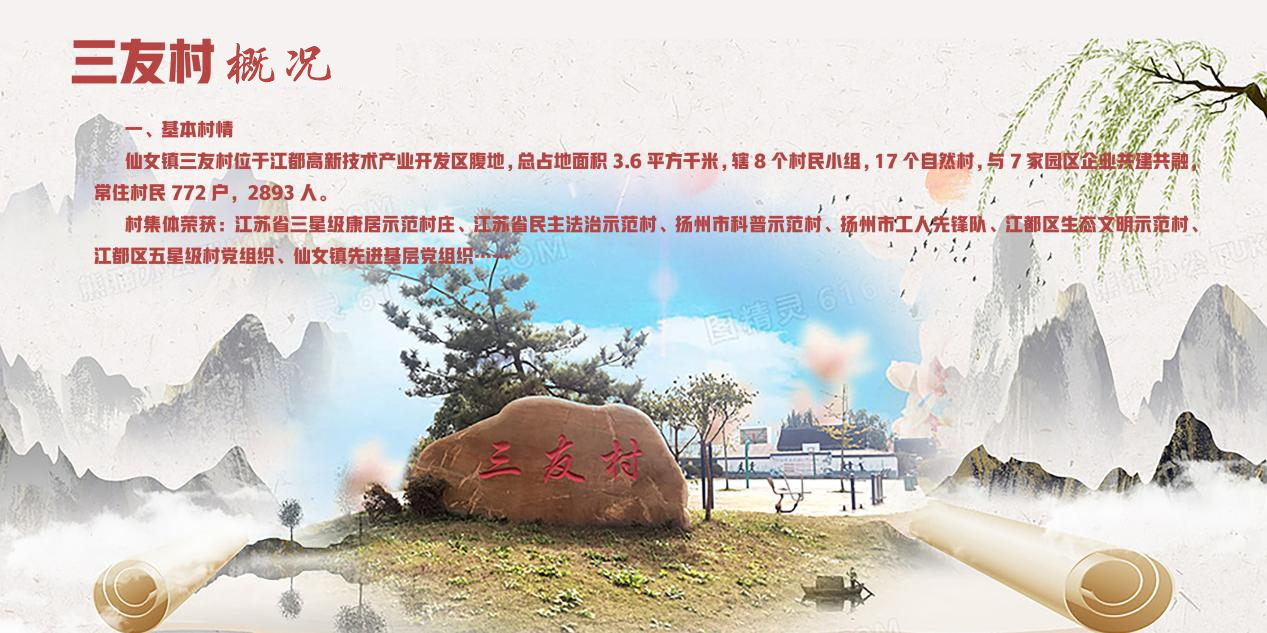 三友村 概况
一、基本村情
仙女镇三友村位于江都高新技术产业开发区腹地，总占地面积 3.6 平方千米，辖 8 个村民小组，17 个自然村，与 7 家园区企业共建共融，
常住村民 772 户，2893 人。
村集体荣获：江苏省三星级康居示范村庄、江苏省民主法治示范村、扬州市科普示范村、扬州市工人先锋队、江都区生态文明示范村、
江都区五星级村党组织、仙女镇先进基层党组织……
三友村